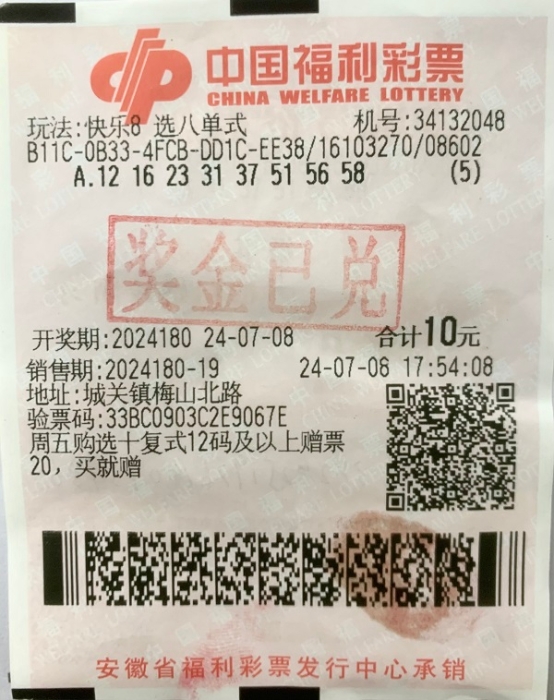 中国福利彩票
CHINA WELFARE LOTTERY
玩法:快乐8 选八单式 机号:34132048
B11C-0B33-4FCB-DD1C-EE38/16103270/08602
A.12 16 23 31 37 51 56 58 (5)
奖金已兑
开奖期:2024180 24-07-08 合计10元
销售期:2024180-19 24-07-08 17:54:08
地址:城关镇梅山北路
验票码:33BC0903C2E9067E
周五购选十复式12码及以上赠票
20，买就赠
安徽省福利彩票发行中心承销